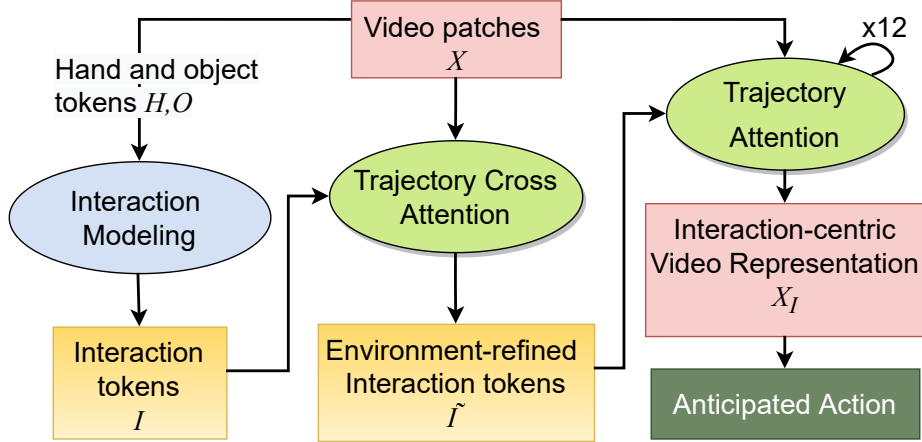 Video patches
X
x12
Hand and object
tokens H,O
Trajectory
Attention
Interaction
Modeling
Trajectory Cross
Attention
Interaction-centric
Video Representation
X_I
Interaction
tokens
I
Environment-refined
Interaction tokens
Ĩ
Anticipated Action